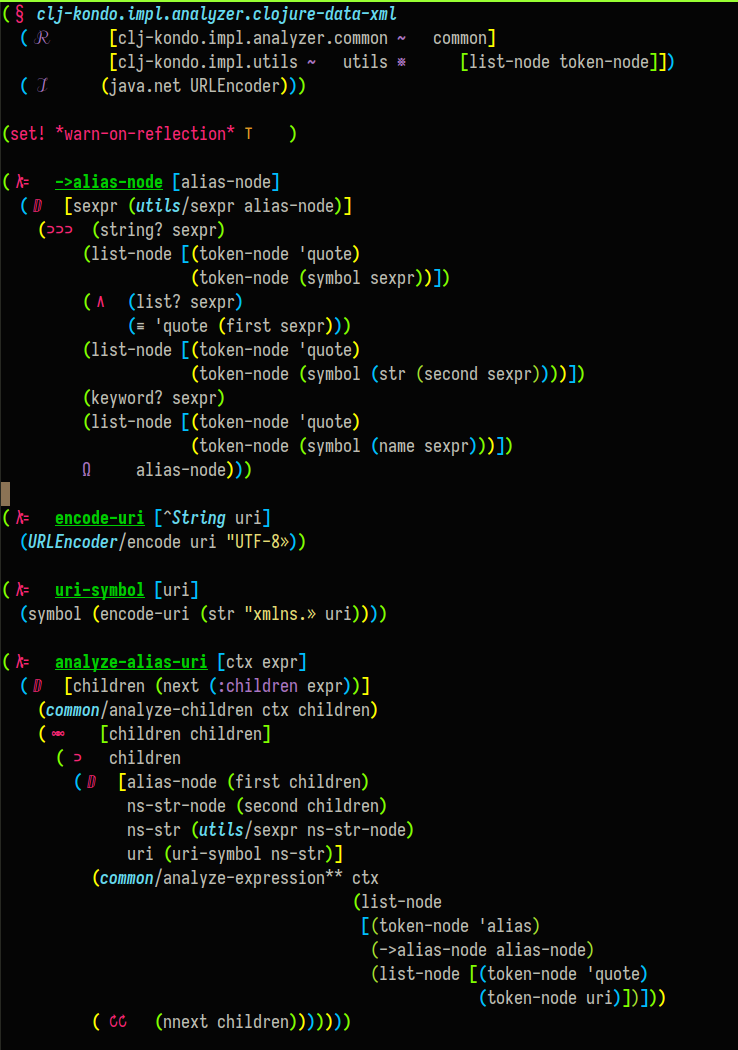 (§ clj-kondo.impl.analyzer.clojure-data-xml
  (ℛ       [clj-kondo.impl.analyzer.common ~   common]
           [clj-kondo.impl.utils ~   utils ⋇      [list-node token-node]])
  (ℐ      (java.net URLEncoder)))

(set! *warn-on-reflection* ⊤    )

(ƛ=   ->alias-node [alias-node]
  (ⅅ  [sexpr (utils/sexpr alias-node)]
    (⊃⊃⊃  (string? sexpr)
         (list-node [(token-node 'quote)
                     (token-node (symbol sexpr))])
         (∧   (list? sexpr)
              (≡ 'quote (first sexpr)))
         (list-node [(token-node 'quote)
                     (token-node (symbol (str (second sexpr))))])
         (keyword? sexpr)
         (list-node [(token-node 'quote)
                     (token-node (symbol (name sexpr)))])
         Ω     alias-node)))

(ƛ=   encode-uri [^String uri]
  (URLEncoder/encode uri "UTF-8»))

(ƛ=   uri-symbol [uri]
  (symbol (encode-uri (str "xmlns.» uri))))

(ƛ=   analyze-alias-uri [ctx expr]
  (ⅅ  [children (next (:children expr))]
    (common/analyze-children ctx children)
    (∞    [children children]
      (⊃   children
        (ⅅ  [alias-node (first children)
              ns-str-node (second children)
              ns-str (utils/sexpr ns-str-node)
              uri (uri-symbol ns-str)]
          (common/analyze-expression** ctx
                                       (list-node
                                        [(token-node 'alias)
                                         (->alias-node alias-node)
                                         (list-node [(token-node 'quote)
                                                     (token-node uri)])]))
          (   (nnext children)))))))